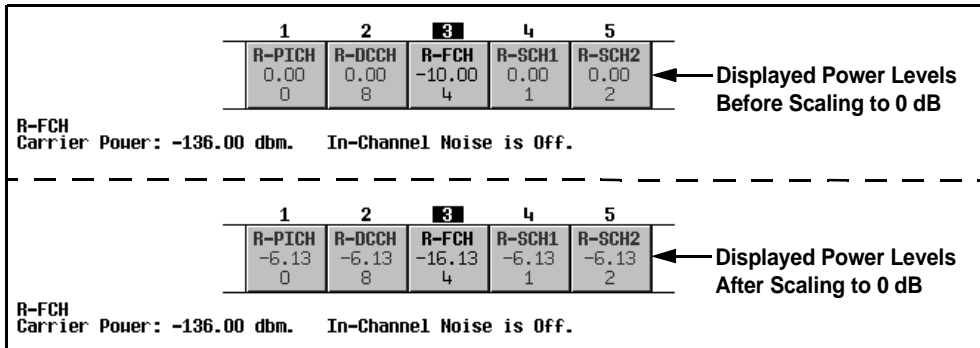 1 2 3 4 5
R-PICH R-DCCH R-FCH R-SCH1 R-SCH2
0.00 0.00 -10.00 0.00 0.00
0 8 4 1 2
Displayed Power Levels
Before Scaling to 0 dB
R-FCH
Carrier Power: -136.00 dbm. In-Channel Noise is Off.
1 2 3 4 5
R-PICH R-DCCH R-FCH R-SCH1 R-SCH2
-6.13 -6.13 -16.13 -6.13 -6.13
0 8 4 1 2
Displayed Power Levels
After Scaling to 0 dB
R-FCH
Carrier Power: -136.00 dbm. In-Channel Noise is Off.